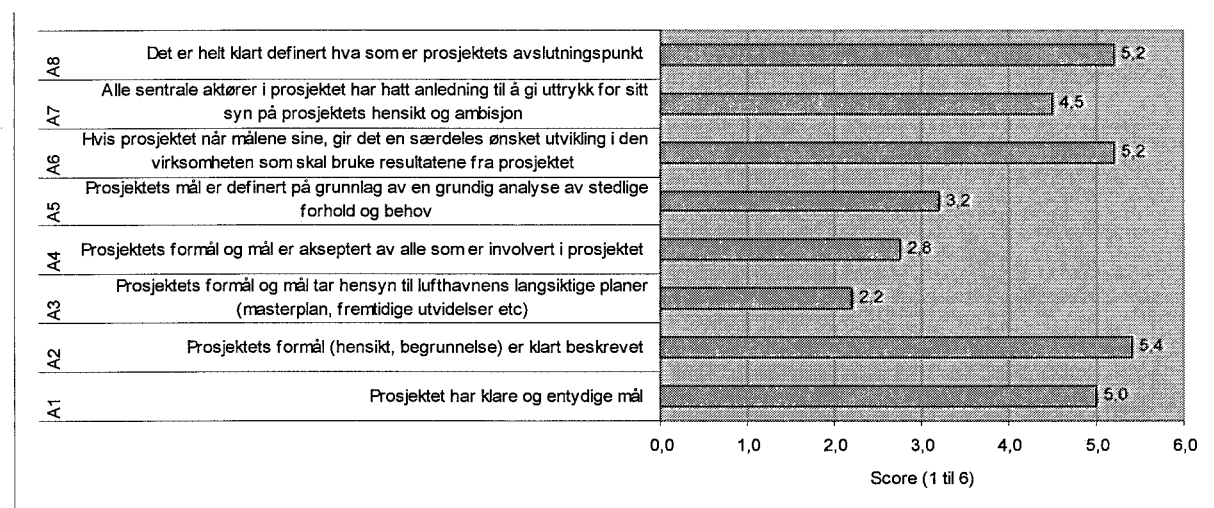 A8
Det er helt klart definert hva som er prosjektets avslutningspunkt
5,2
A7
Alle sentrale aktører i prosjektet har hatt anledning til å gi uttrykk for sitt
syn på prosjektets hensikt og ambisjon
4,5
A6
Hvis prosjektet når målene sine, gir det en særdeles ønsket utvikling i den
virksomheten som skal bruke resultatene fra prosjektet
5,2
A5
Prosjektets mål er definert på grunnlag av en grundig analyse av stedlige
forhold og behov
3,2
A4
Prosjektets formål og mål er akseptert av alle som er involvert i prosjektet
2,8
A3
Prosjektets formål og mål tar hensyn til lufthavnens langsiktige planer
(masterplan, fremtidige utvidelser etc)
2,2
A2
Prosjektets formål (hensikt, begrunnelse) er klart beskrevet
5,4
A1
Prosjektet har klare og entydige mål
5,0
0,0 1,0 2,0 3,0 4,0 5,0 6,0
Score (1 til 6)